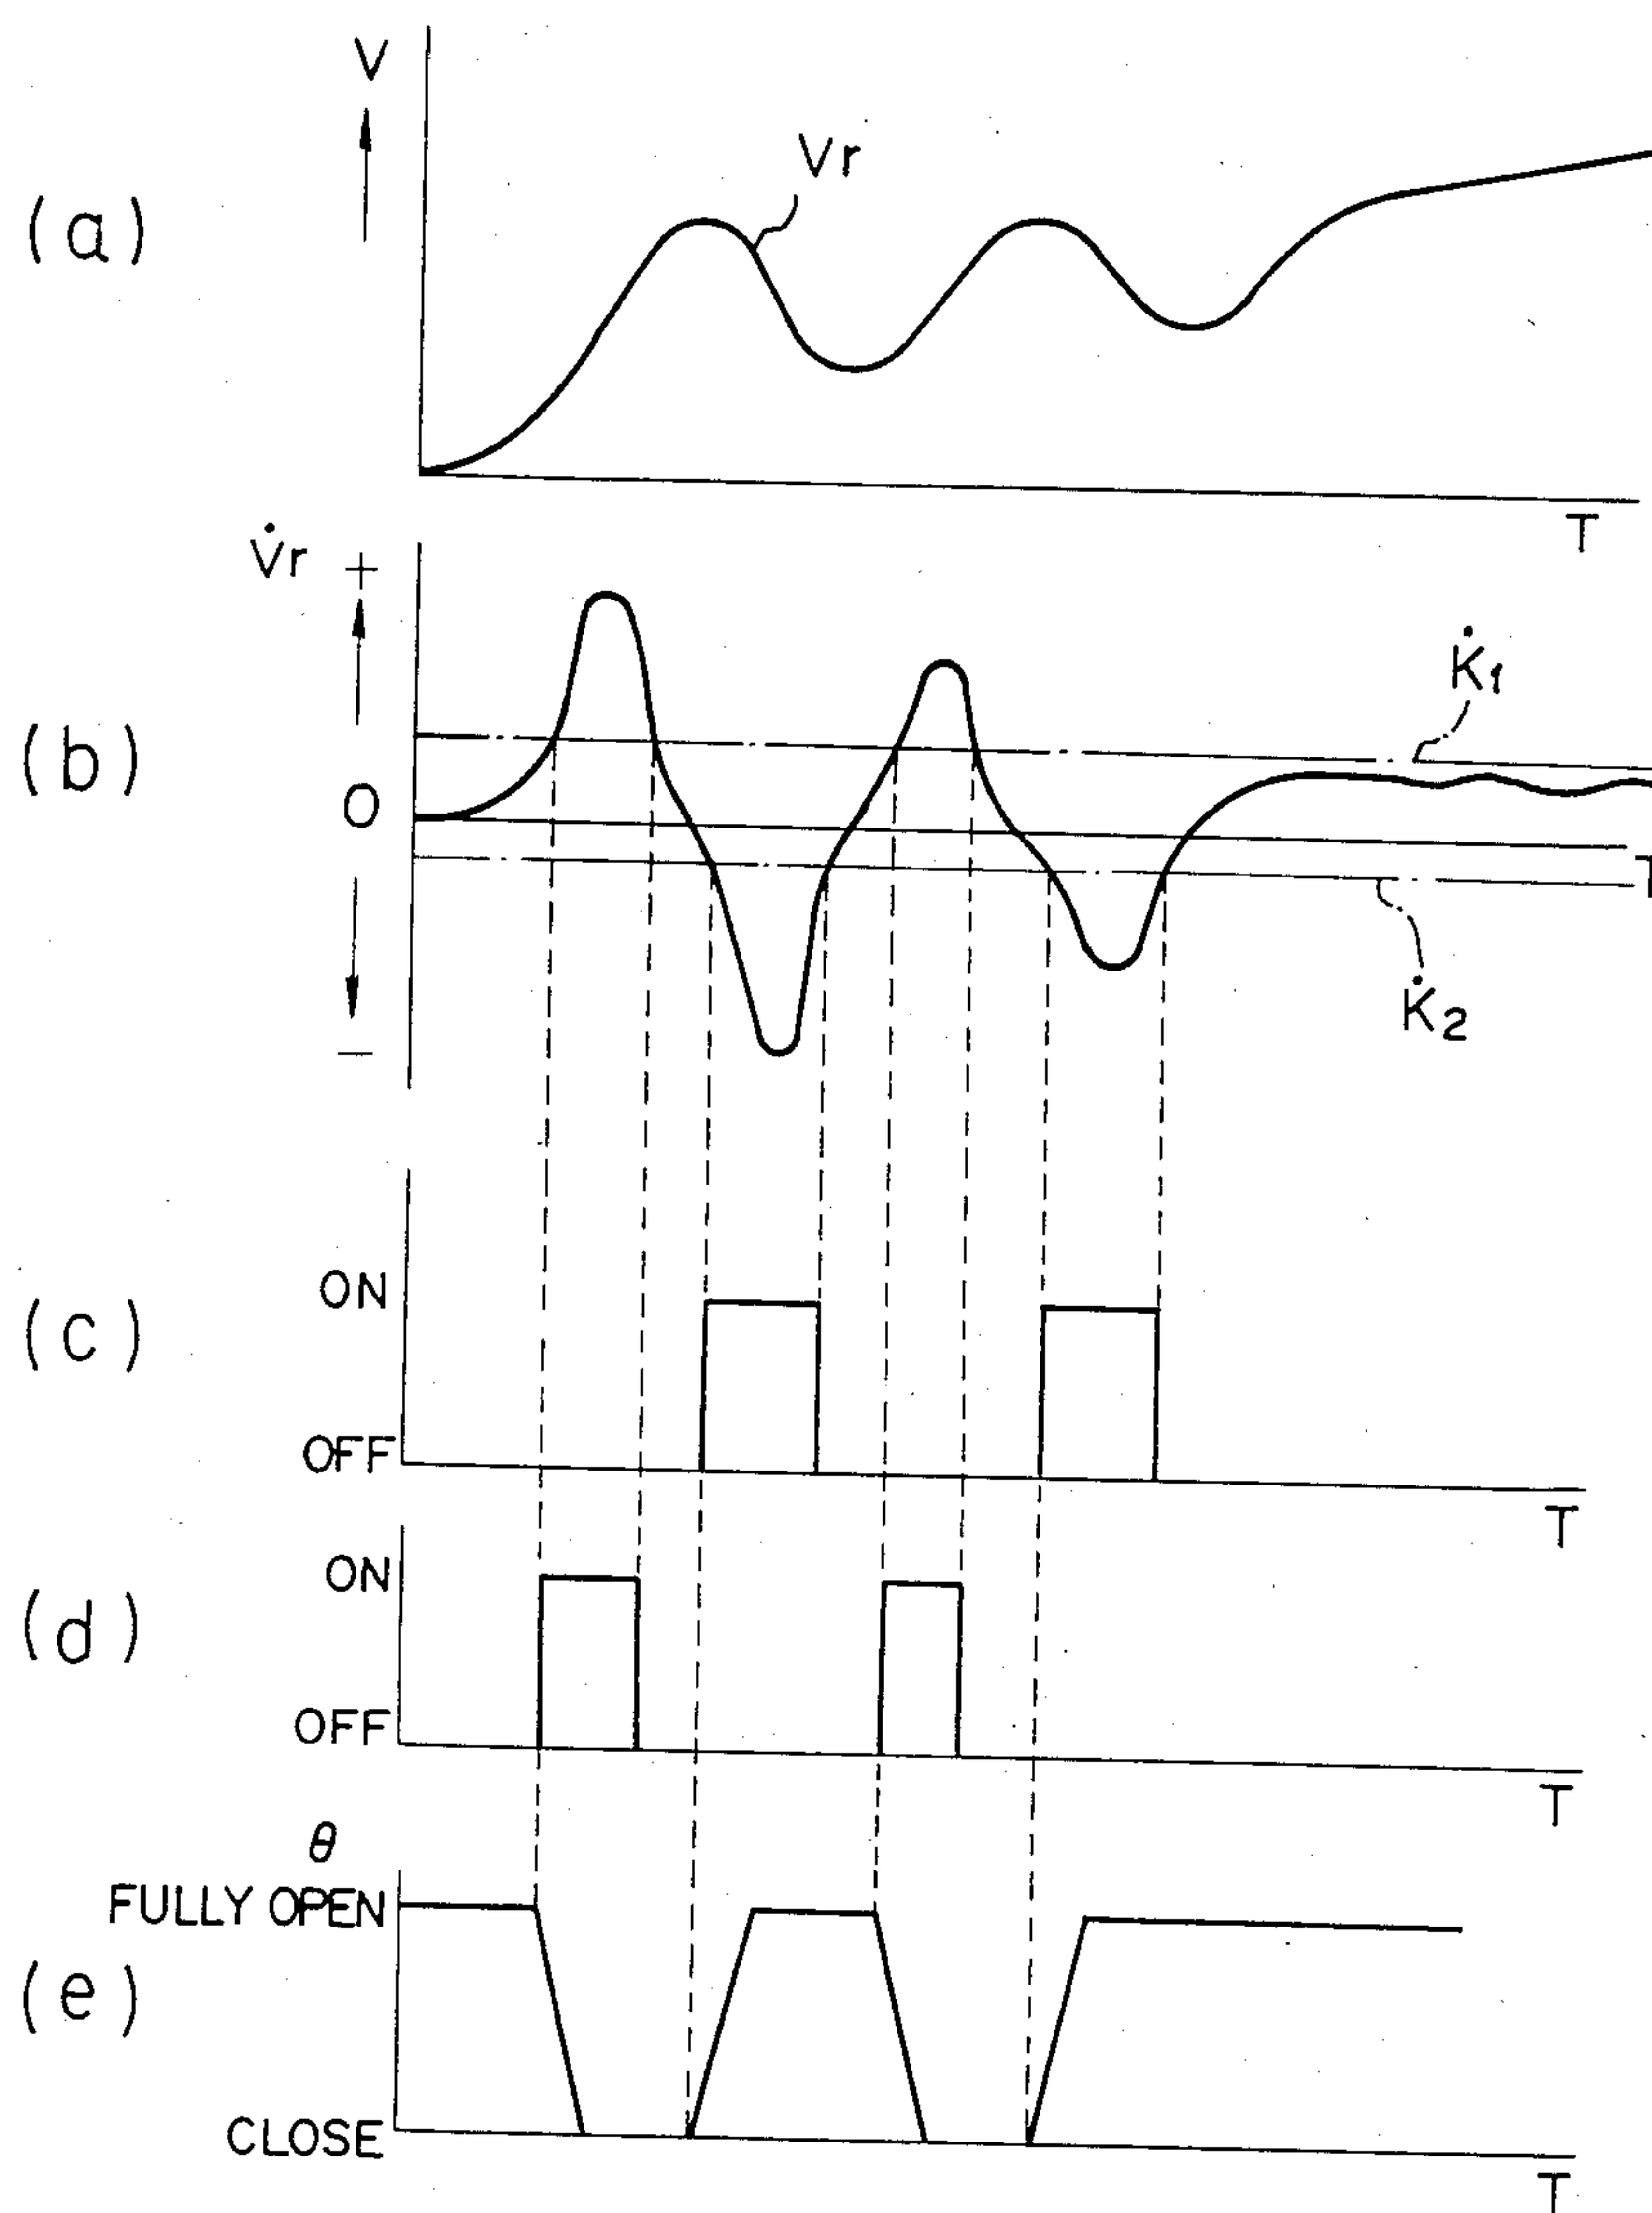 V
Vr
(a)
T
V̇r +
K̇1
(b)
0
T
K̇2
−
ON
(c)
OFF
T
ON
(d)
OFF
T
θ
FULLY OPEN
(e)
CLOSE
T